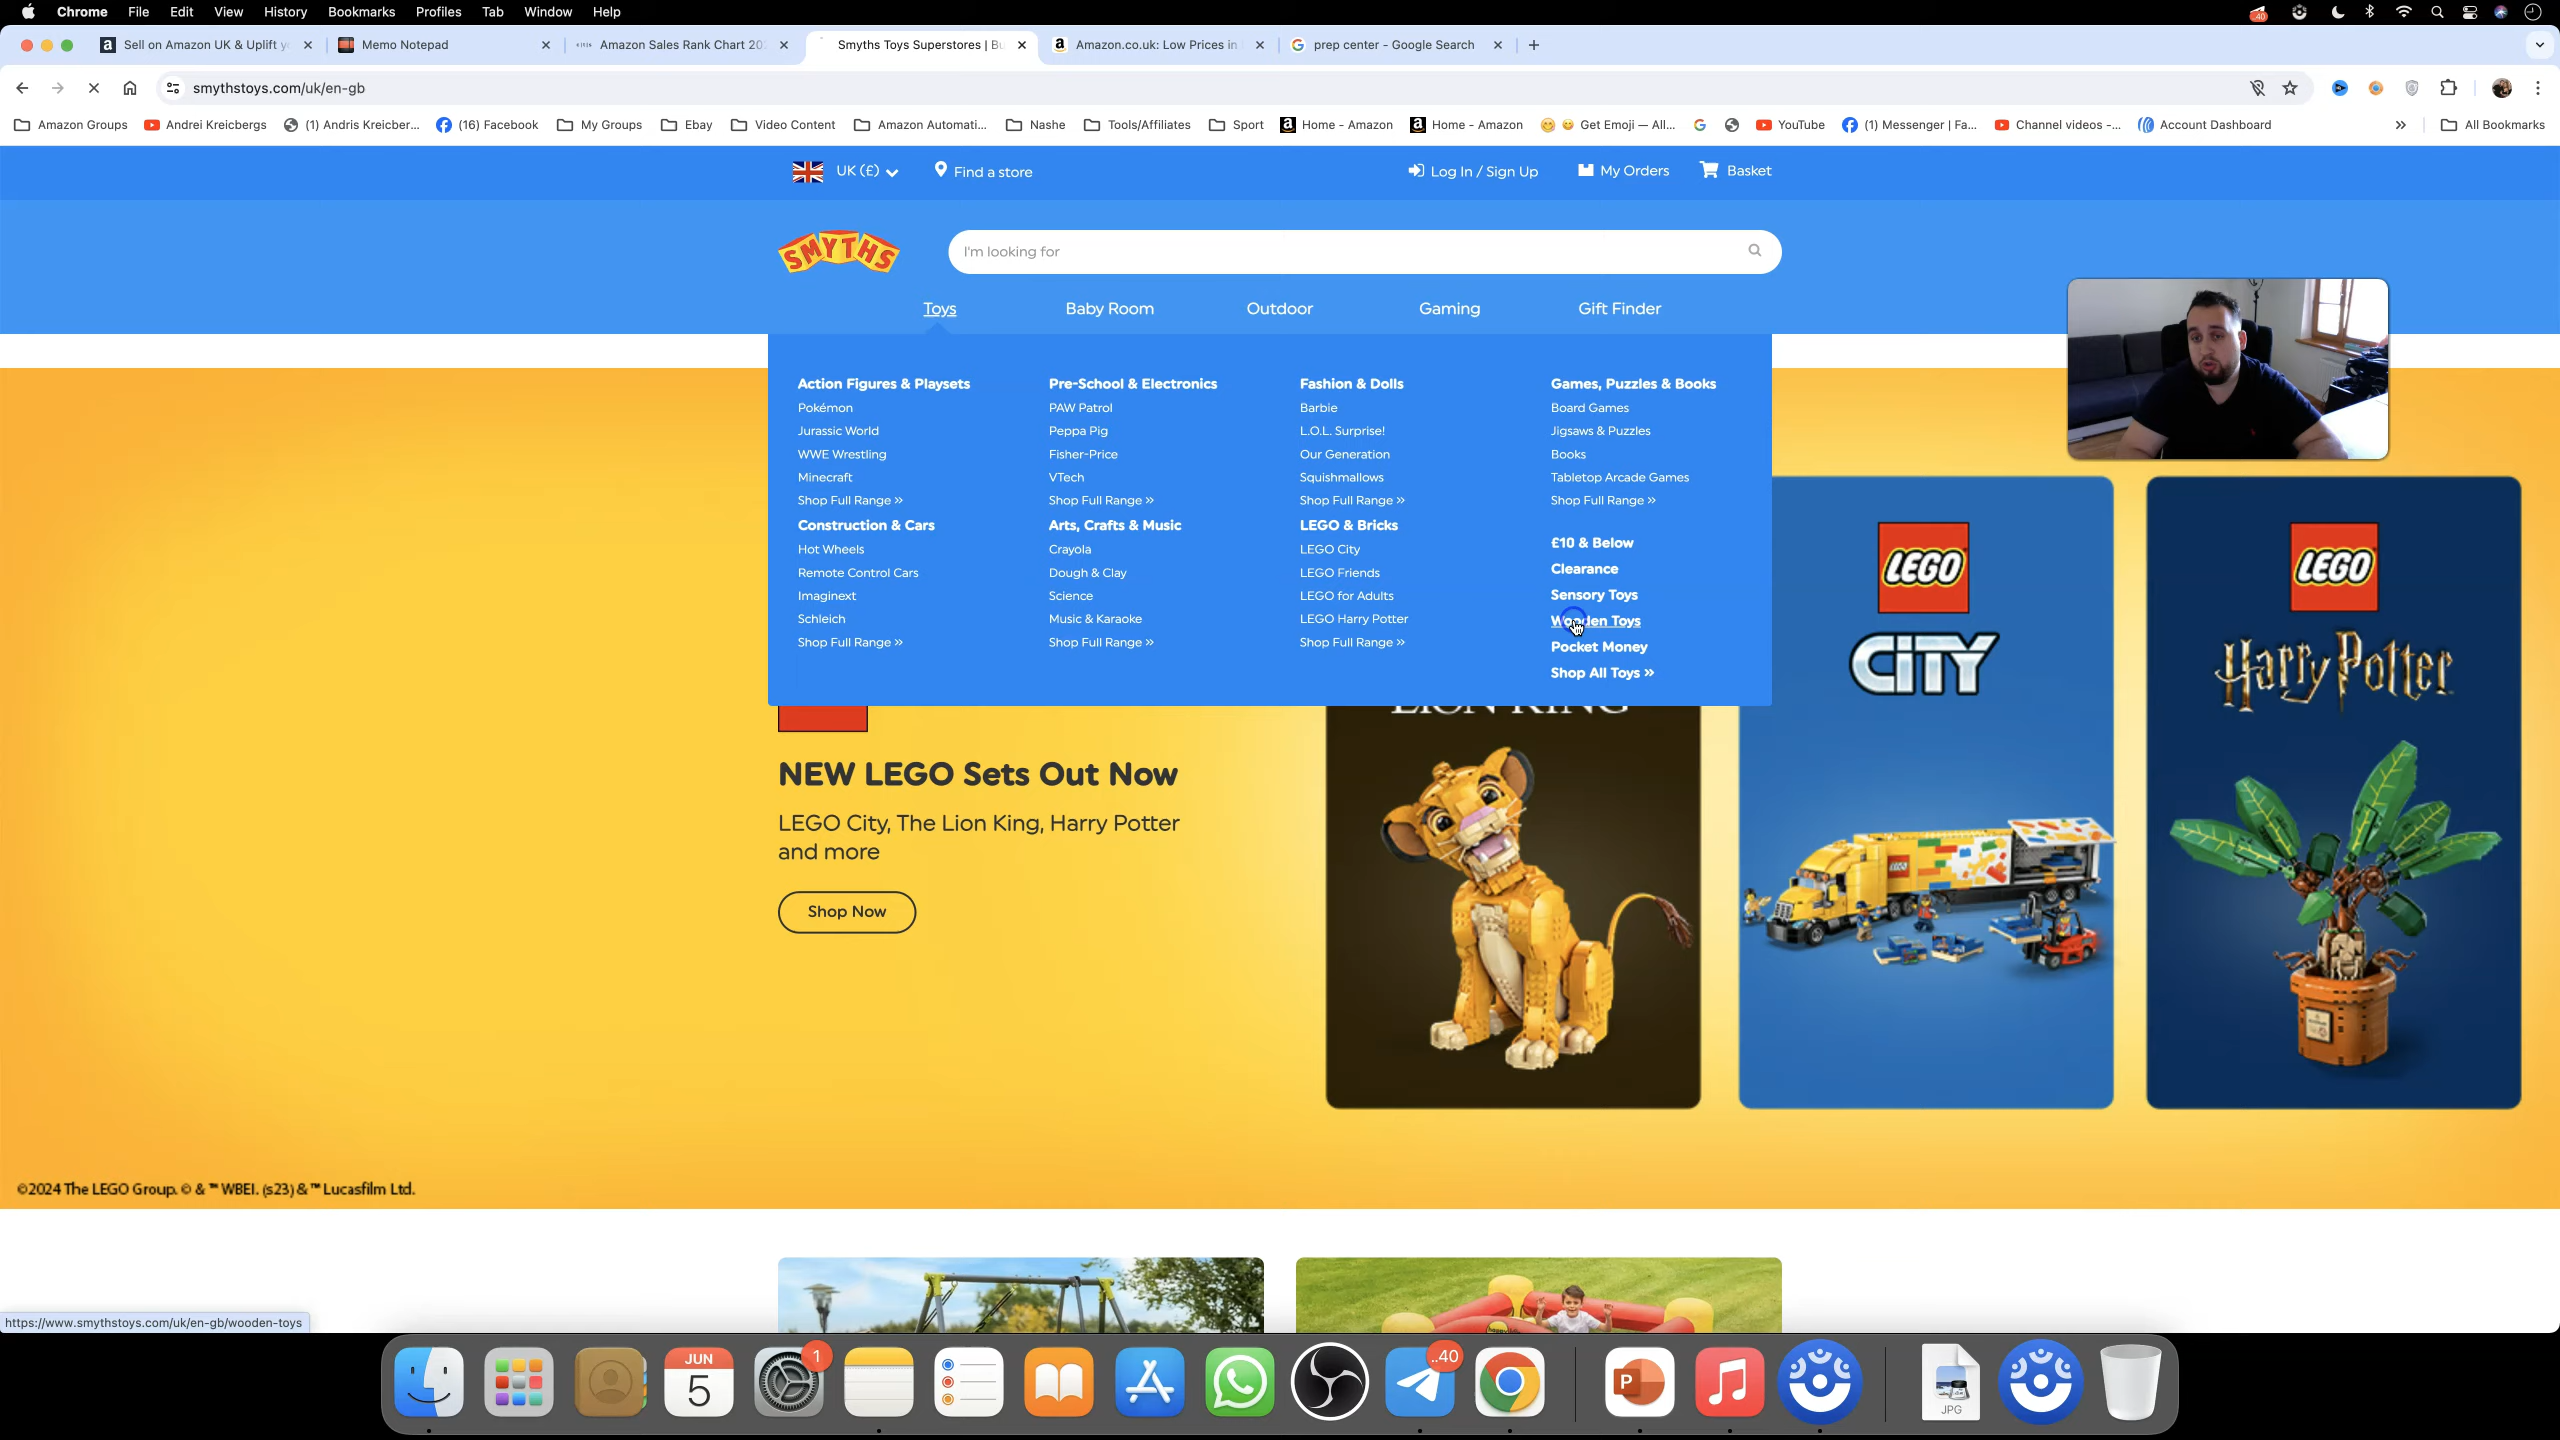 Chrome File Edit View History Bookmarks Profiles Tab Window Help
40
Sell on Amazon UK & Uplift y
Memo Notepad
Amazon Sales Rank Chart 202
Smyths Toys Superstores | Bu
Amazon.co.uk: Low Prices in
prep center - Google Search
smythstoys.com/uk/en-gb
Amazon Groups Andrei Kreicbergs (1) Andris Kreicber... (16) Facebook My Groups Ebay Video Content Amazon Automati... Nashe Tools/Affiliates Sport Home - Amazon Home - Amazon Get Emoji — All... YouTube (1) Messenger | Fa... Channel videos -... Account Dashboard » All Bookmarks
UK (£) Find a store Log In / Sign Up My Orders Basket
SMYTHS
I'm looking for
Toys Baby Room Outdoor Gaming Gift Finder
Action Figures & Playsets
Pokémon
Jurassic World
WWE Wrestling
Minecraft
Shop Full Range »
Construction & Cars
Hot Wheels
Remote Control Cars
Imaginext
Schleich
Shop Full Range »
Pre-School & Electronics
PAW Patrol
Peppa Pig
Fisher-Price
VTech
Shop Full Range »
Arts, Crafts & Music
Crayola
Dough & Clay
Science
Music & Karaoke
Shop Full Range »
Fashion & Dolls
Barbie
L.O.L. Surprise!
Our Generation
Squishmallows
Shop Full Range »
LEGO & Bricks
LEGO City
LEGO Friends
LEGO for Adults
LEGO Harry Potter
Shop Full Range »
Games, Puzzles & Books
Board Games
Jigsaws & Puzzles
Books
Tabletop Arcade Games
Shop Full Range »
£10 & Below
Clearance
Sensory Toys
Wooden Toys
Pocket Money
Shop All Toys »
LION KING
LEGO
CITY
LEGO
Harry Potter
NEW LEGO Sets Out Now
LEGO City, The Lion King, Harry Potter
and more
Shop Now
©2024 The LEGO Group. © & ™ WBEI. (s23) & ™ Lucasfilm Ltd.
https://www.smythstoys.com/uk/en-gb/wooden-toys
JUN
5
1
..40
P
JPG